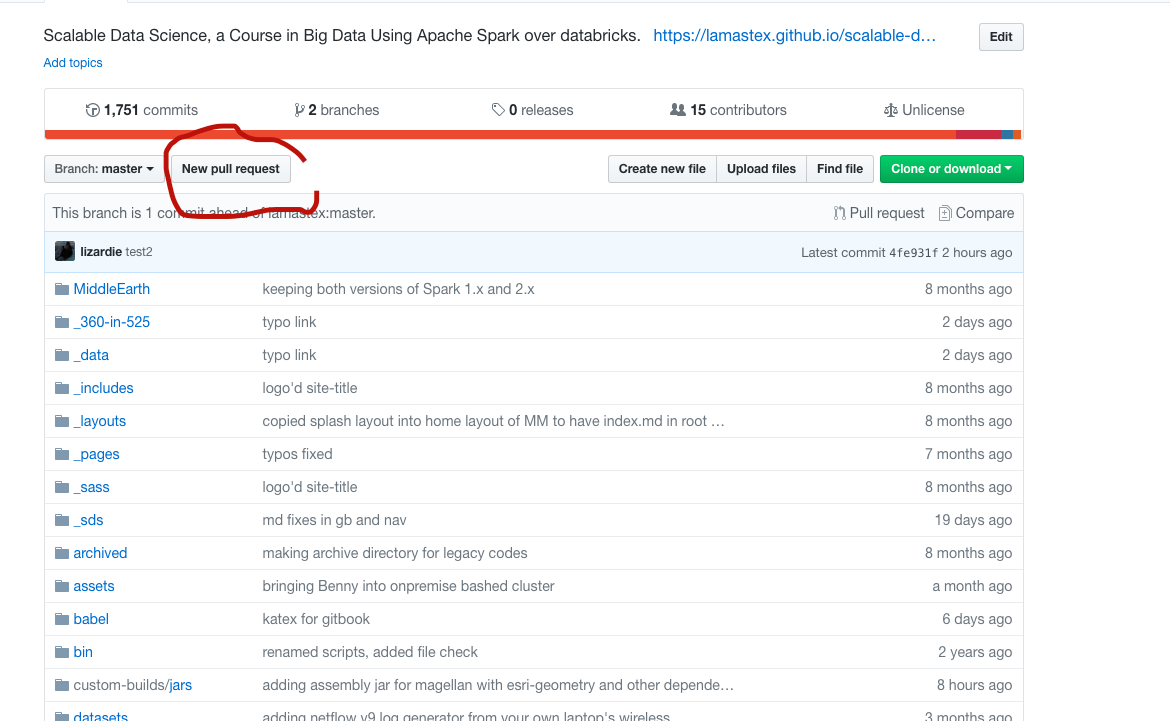 Scalable Data Science, a Course in Big Data Using Apache Spark over databricks. https://lamastex.github.io/scalable-d… Edit
Add topics
1,751 commits 2 branches 0 releases 15 contributors Unlicense
Branch: master New pull request Create new file Upload files Find file Clone or download
This branch is 1 commit ahead of lamastex:master. Pull request Compare
lizardie test2 Latest commit 4fe931f 2 hours ago
MiddleEarth keeping both versions of Spark 1.x and 2.x 8 months ago
_360-in-525 typo link 2 days ago
_data typo link 2 days ago
_includes logo'd site-title 8 months ago
_layouts copied splash layout into home layout of MM to have index.md in root … 8 months ago
_pages typos fixed 7 months ago
_sass logo'd site-title 8 months ago
_sds md fixes in gb and nav 19 days ago
archived making archive directory for legacy codes 8 months ago
assets bringing Benny into onpremise bashed cluster a month ago
babel katex for gitbook 6 days ago
bin renamed scripts, added file check 2 years ago
custom-builds/jars adding assembly jar for magellan with esri-geometry and other depende… 8 hours ago
datasets adding netflow v9 log generator from your own laptop's wireless 3 months ago